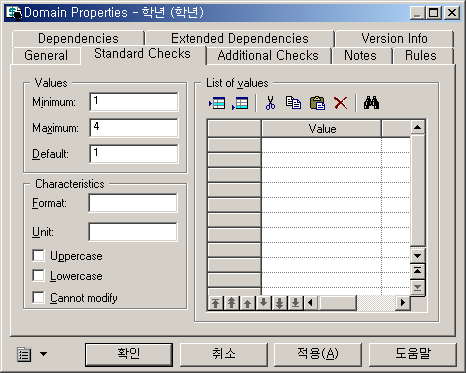 Domain Properties - 학년 (학년)
Dependencies Extended Dependencies Version Info
General Standard Checks Additional Checks Notes Rules
Values
Minimum: 1
Maximum: 4
Default: 1
Characteristics
Format:
Unit:
Uppercase
Lowercase
Cannot modify
List of values
Value
확인 취소 적용(A) 도움말